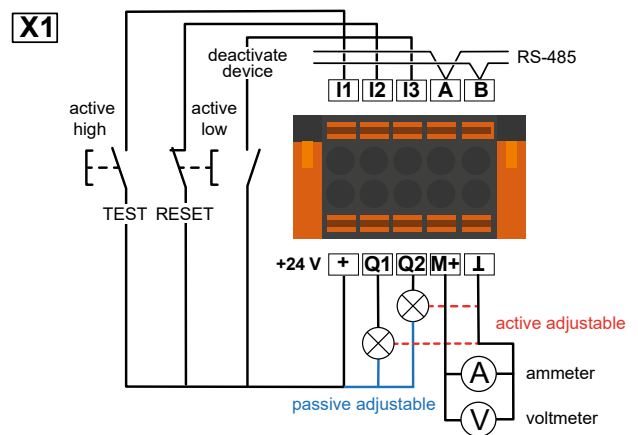 X1
deactivate
device
RS-485
I1 I2 I3 A B
active
high
active
low
TEST RESET
+24 V + Q1 Q2 M+ ⊥
active adjustable
passive adjustable
A ammeter
V voltmeter